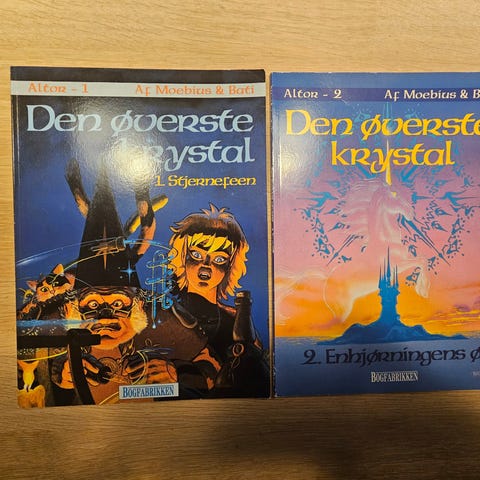 Altor - 1 Af Moebius & Bati
Den øverste
krystal
1. Stjernefeen
BOGFABRIKKEN
Altor - 2 Af Moebius & B
Den øverste
krystal
2. Enhjørningens ø
BOGFABRIKKEN